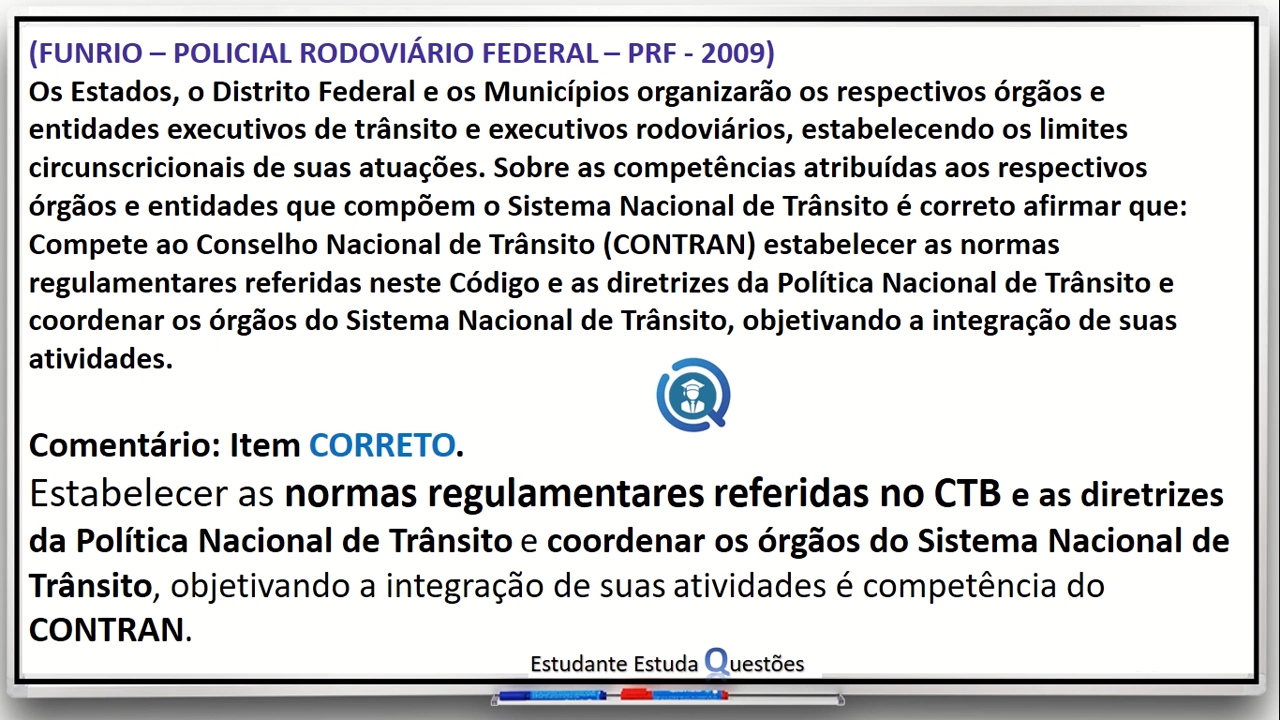 (FUNRIO – POLICIAL RODOVIÁRIO FEDERAL – PRF - 2009)
Os Estados, o Distrito Federal e os Municípios organizarão os respectivos órgãos e
entidades executivos de trânsito e executivos rodoviários, estabelecendo os limites
circunscricionais de suas atuações. Sobre as competências atribuídas aos respectivos
órgãos e entidades que compõem o Sistema Nacional de Trânsito é correto afirmar que:
Compete ao Conselho Nacional de Trânsito (CONTRAN) estabelecer as normas
regulamentares referidas neste Código e as diretrizes da Política Nacional de Trânsito e
coordenar os órgãos do Sistema Nacional de Trânsito, objetivando a integração de suas
atividades.
Comentário: Item CORRETO.
Estabelecer as normas regulamentares referidas no CTB e as diretrizes
da Política Nacional de Trânsito e coordenar os órgãos do Sistema Nacional de
Trânsito, objetivando a integração de suas atividades é competência do
CONTRAN.
Estudante Estuda Questões